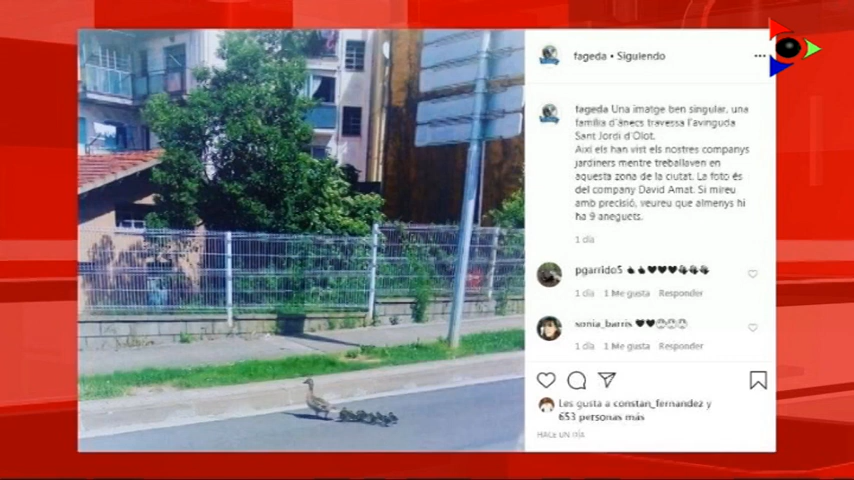 fageda • Siguiendo
fageda Una imatge ben singular, una
família d'ànecs travessa l'avinguda
Sant Jordi d'Olot.
Així els han vist els nostres companys
jardiners mentre treballaven en
aquesta zona de la ciutat. La foto és
del company David Amat. Si mireu
amb precisió, veureu que almenys hi
ha 9 aneguets.
1 día
pgarrido5
1 día 1 Me gusta Responder
sonia_barris
1 día 1 Me gusta Responder
Les gusta a constan_fernandez y
653 personas más
HACE UN DÍA